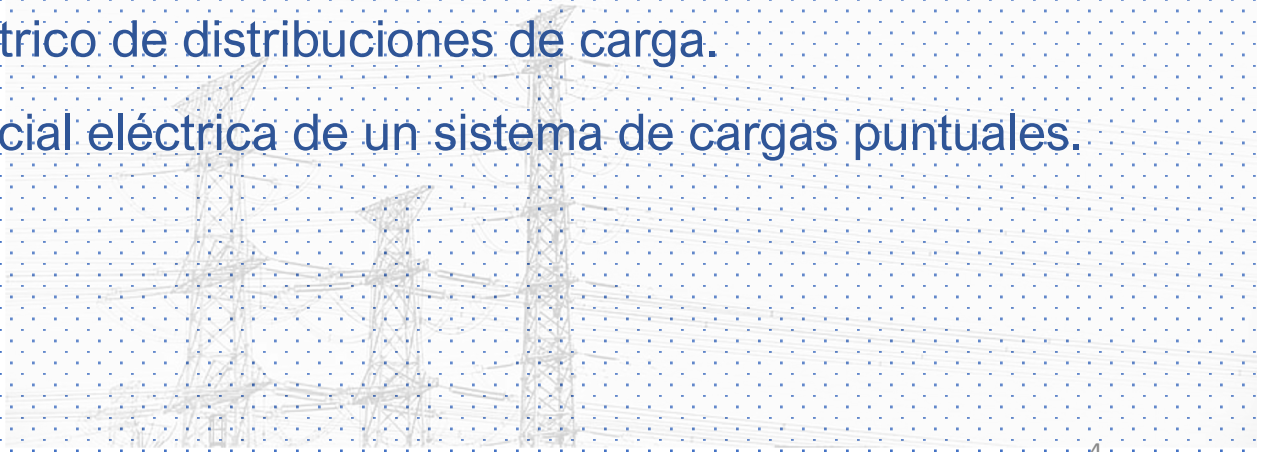 trico de distribuciones de carga.
cial eléctrica de un sistema de cargas puntuales.